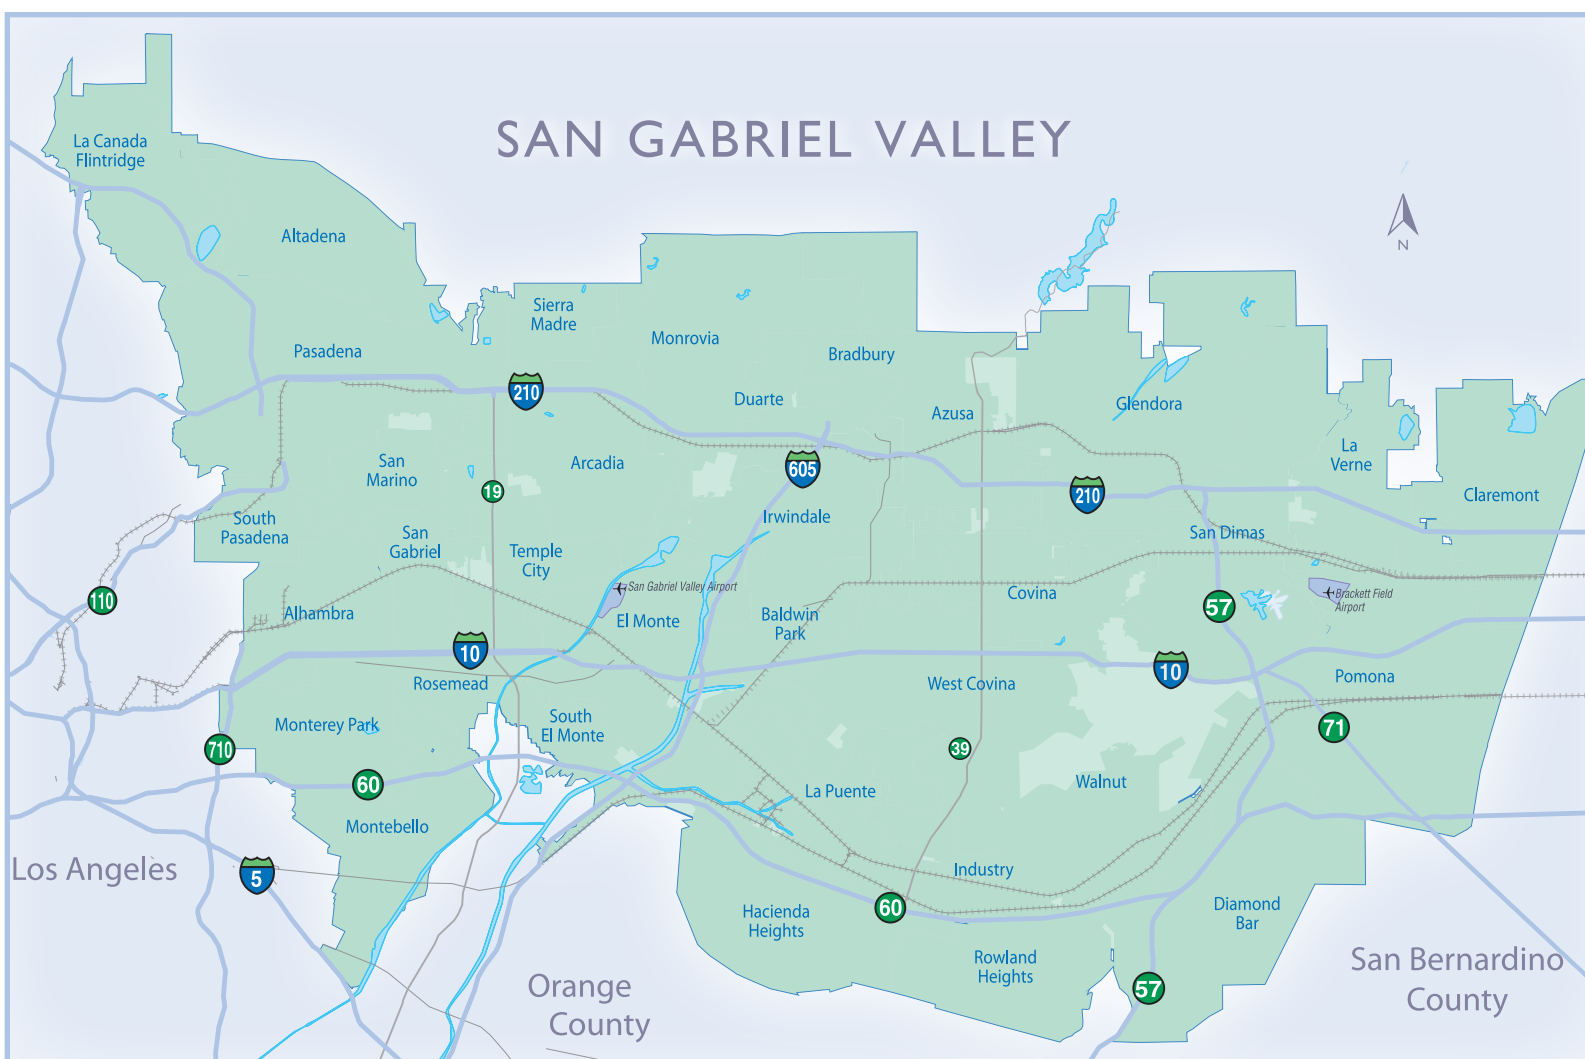 SAN GABRIEL VALLEY
La Canada
Flintridge
Altadena
N
Pasadena
Sierra
Madre
Monrovia
Bradbury
210
Duarte
Azusa
Glendora
La
Verne
San
Marino
Arcadia
605
19
210
Claremont
South
Pasadena
San
Gabriel
Irwindale
San Dimas
Temple
City
San Gabriel Valley Airport
Covina
Brackett Field
Airport
110
57
Alhambra
El Monte
Baldwin
Park
10
10
Rosemead
West Covina
Pomona
Monterey Park
South
El Monte
71
710
39
60
La Puente
Walnut
Montebello
Los Angeles
5
Industry
60
Hacienda
Heights
Diamond
Bar
Rowland
Heights
57
San Bernardino
County
Orange
County